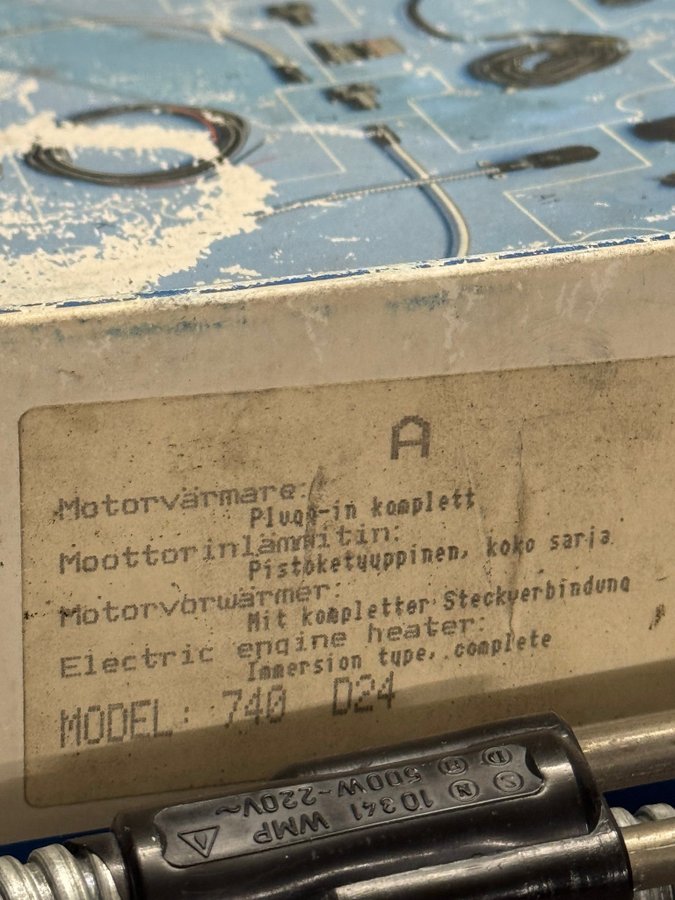 A
Motorvärmare:
Plugg-in komplett
Moottorinlämmitin:
Pistoketyyppinen, koko sarja
Motorvorwärmer:
Mit kompletter Steckverbindung
Electric engine heater:
Immersion type, complete
MODEL: 740 D24
S N H D
10341 WMP
500W~220V~